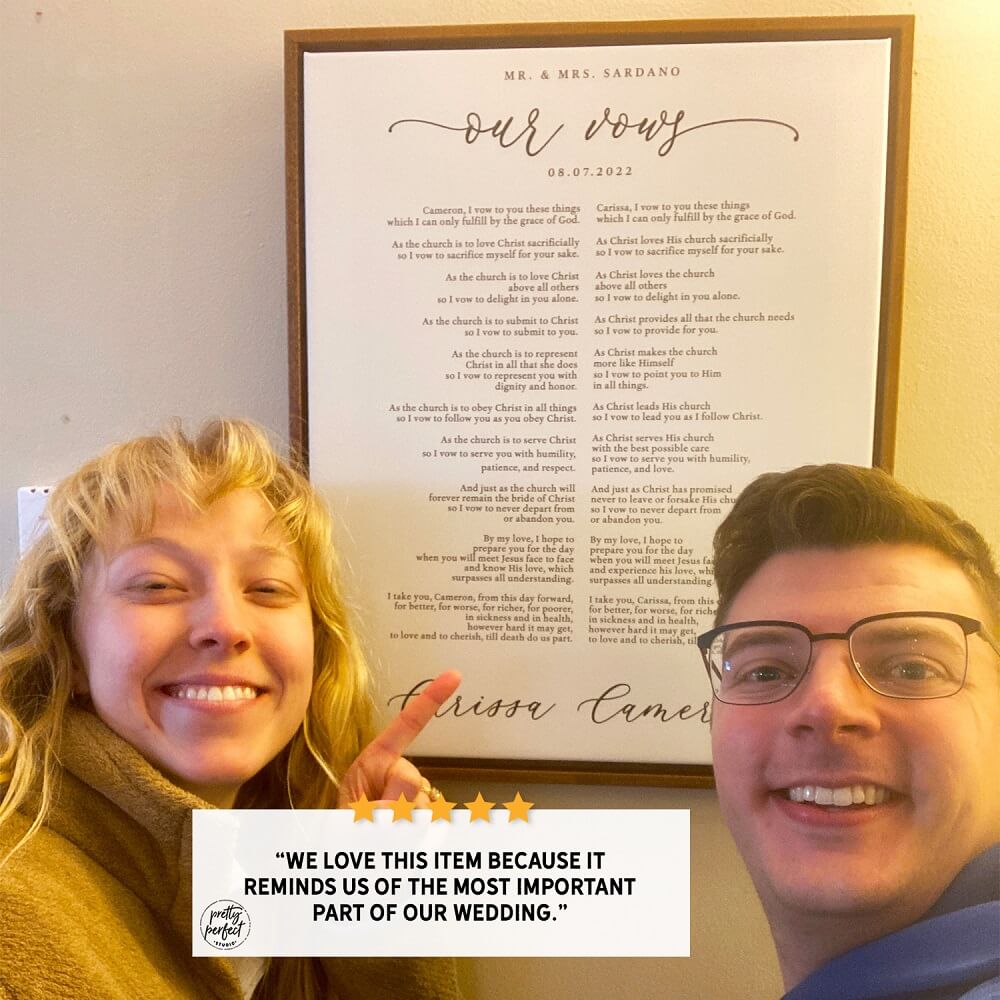 MR. & MRS. SARDANO
our vows
08.07.2022
Cameron, I vow to you these things
which I can only fulfill by the grace of God.
As the church is to love Christ sacrificially
so I vow to sacrifice myself for your sake.
As the church is to love Christ
above all others
so I vow to delight in you alone.
As the church is to submit to Christ
so I vow to submit to you.
As the church is to represent
Christ in all that she does
so I vow to represent you with
dignity and honor.
As the church is to obey Christ in all things
so I vow to follow you as you obey Christ.
As the church is to serve Christ
so I vow to serve you with humility,
patience, and respect.
And just as the church will
forever remain the bride of Christ
so I vow to never depart from
or abandon you.
By my love, I hope to
prepare you for the day
when you will meet Jesus face to face
and know His love, which
surpasses all understanding.
I take you, Cameron, from this day forward,
for better, for worse, for richer, for poorer,
in sickness and in health,
however hard it may get,
to love and to cherish, till death do us part.
Carissa, I vow to you these things
which I can only fulfill by the grace of God.
As Christ loves His church sacrificially
so I vow to sacrifice myself for your sake.
As Christ loves the church
above all others
so I vow to delight in you alone.
As Christ provides all that the church needs
so I vow to provide for you.
As Christ makes the church
more like Himself
so I vow to point you to Him
in all things.
As Christ leads His church
so I vow to lead you as I follow Christ.
As Christ serves His church
with the best possible care
so I vow to serve you with humility,
patience, and love.
And just as Christ has promised
never to leave or forsake His
so I vow to never depart from
or abandon you.
By my love, I hope to
prepare you for the day
when you will meet Jesus
and experience his love,
surpasses all understanding.
I take you, Carissa, from this
for better, for worse, for
in sickness and in health,
however hard it may get,
to love and to cherish,
“WE LOVE THIS ITEM BECAUSE IT
REMINDS US OF THE MOST IMPORTANT
PART OF OUR WEDDING.”
pretty
perfect
STUDIO